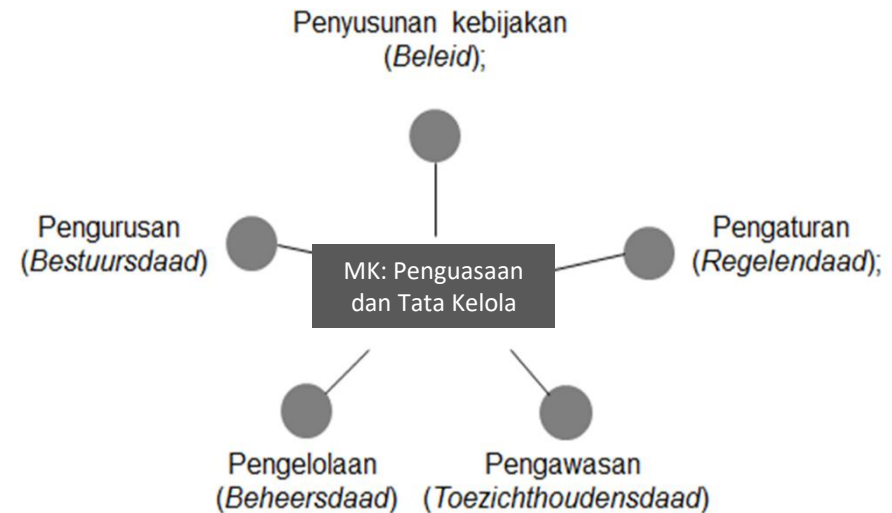 Penyusunan kebijakan
(Beleid);
Pengurusan
(Bestuursdaad)
Pengaturan
(Regelendaad);
MK: Penguasaan
dan Tata Kelola
Pengelolaan
(Beheersdaad)
Pengawasan
(Toezichthoudensdaad)